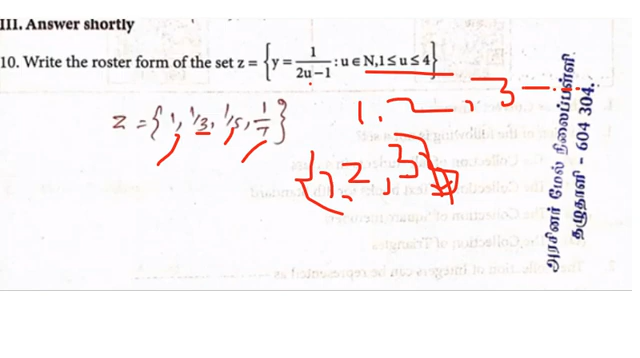 III. Answer shortly
10. Write the roster form of the set z = {y = 1/(2u−1) : u ∈ N, 1 ≤ u ≤ 4}
1, 2, 3
z = {1, 1/3, 1/5, 1/7}
{1, 2, 3
அரசினர் மேல் நிலைப்பள்ளி
தழுதாளி - 604 304.